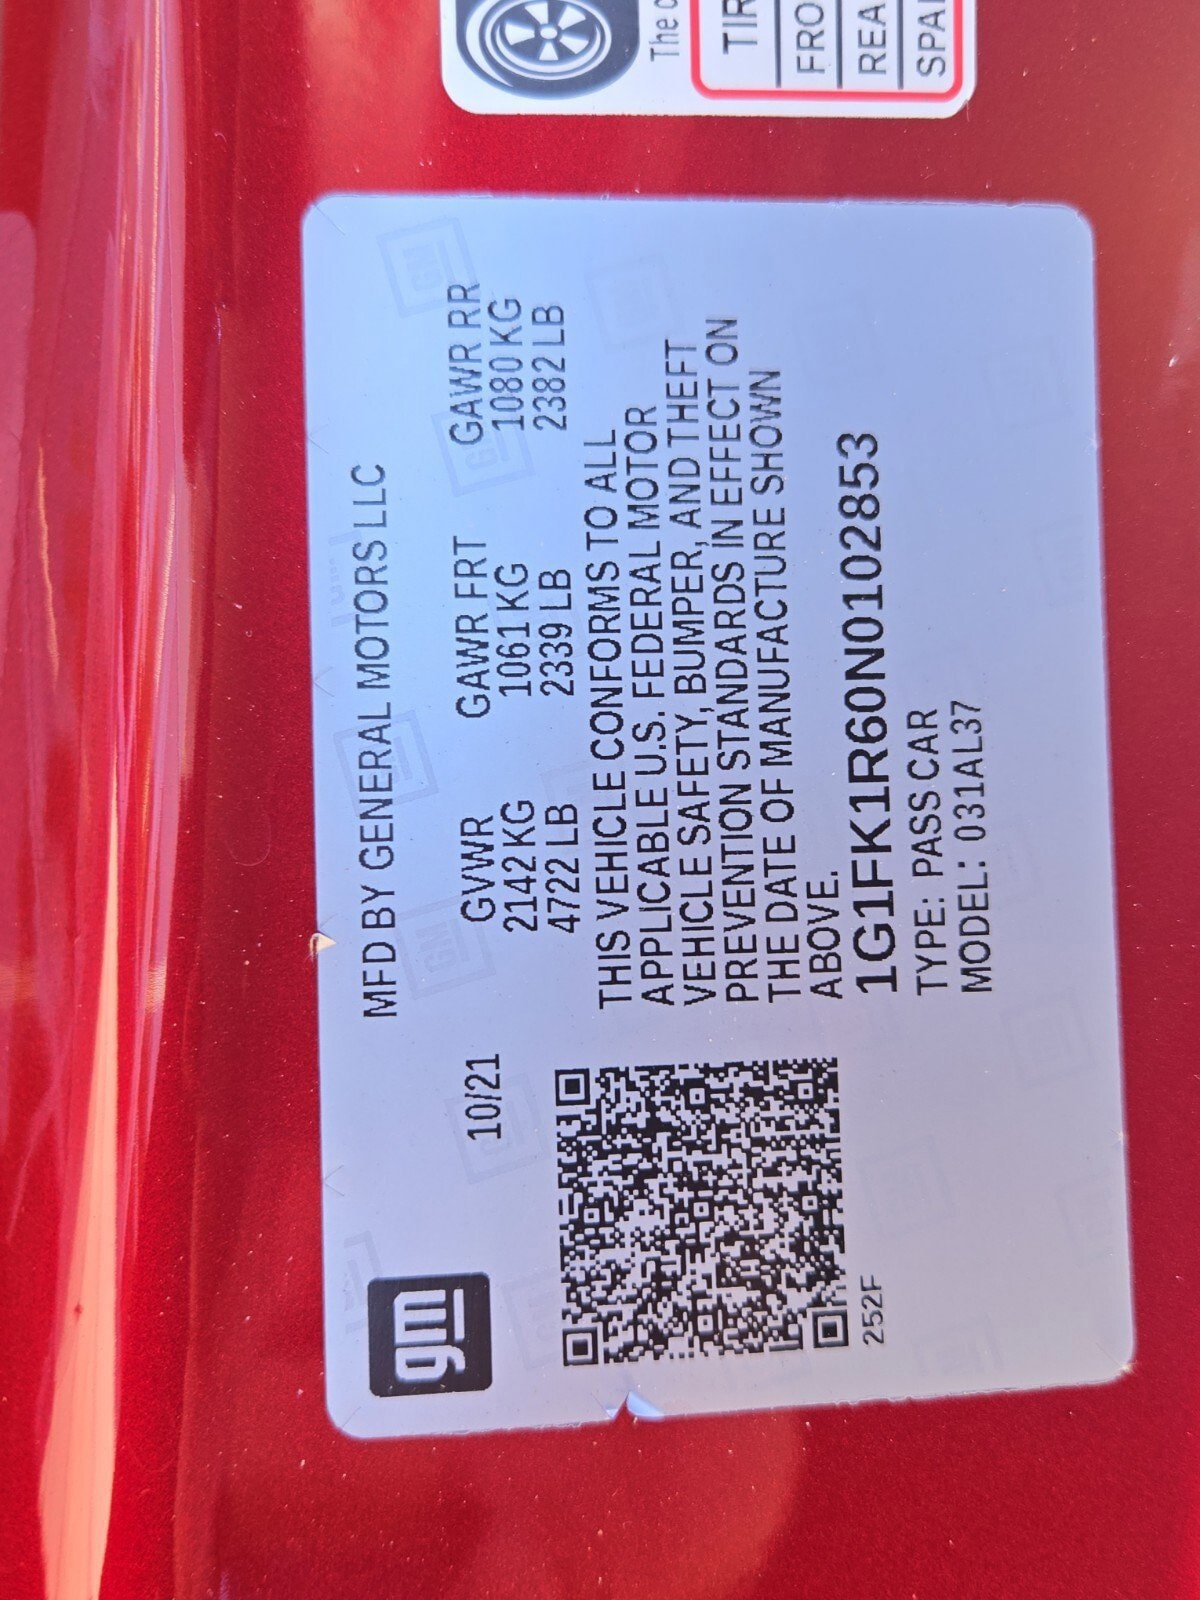 The c
TIR
FRO
REA
SPA
MFD BY GENERAL MOTORS LLC
gm
10/21
GVWR GAWR FRT GAWR RR
2142 KG 1061 KG 1080 KG
4722 LB 2339 LB 2382 LB
THIS VEHICLE CONFORMS TO ALL
APPLICABLE U.S. FEDERAL MOTOR
VEHICLE SAFETY, BUMPER, AND THEFT
PREVENTION STANDARDS IN EFFECT ON
THE DATE OF MANUFACTURE SHOWN
ABOVE.
1G1FK1R60N0102853
TYPE: PASS CAR
MODEL: 031AL37
252F